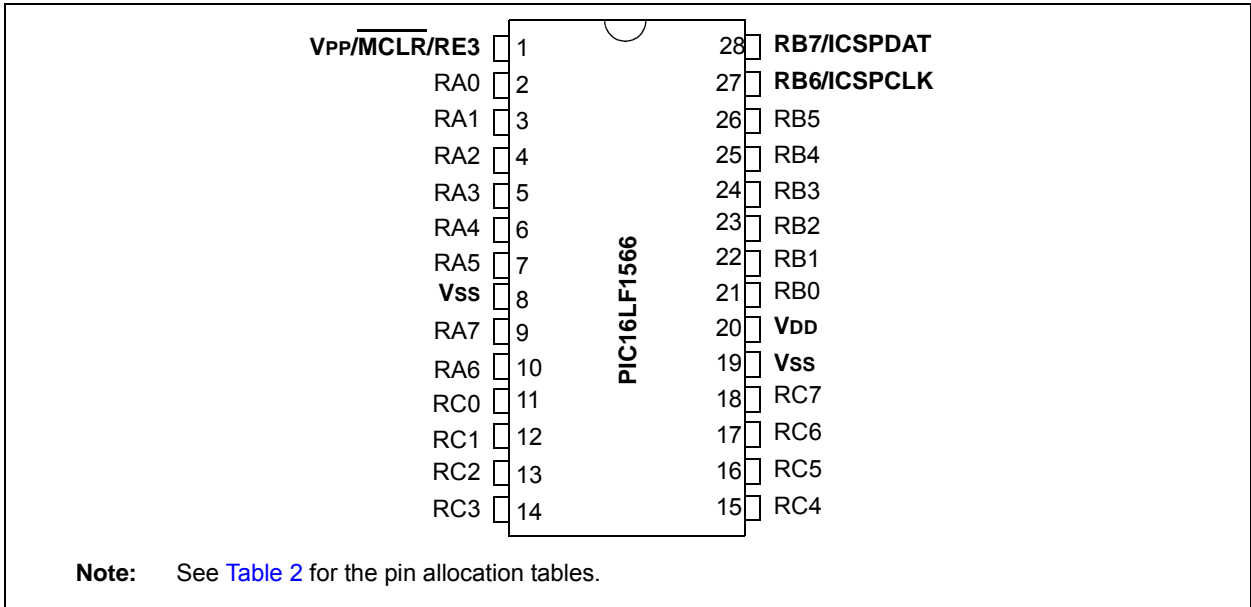 VPP/MCLR/RE3 1 28 RB7/ICSPDAT
RA0 2 27 RB6/ICSPCLK
RA1 3 26 RB5
RA2 4 25 RB4
RA3 5 24 RB3
RA4 6 23 RB2
RA5 7 22 RB1
VSS 8 21 RB0
RA7 9 20 VDD
RA6 10 19 VSS
RC0 11 18 RC7
RC1 12 17 RC6
RC2 13 16 RC5
RC3 14 15 RC4
PIC16LF1566
Note: See Table 2 for the pin allocation tables.